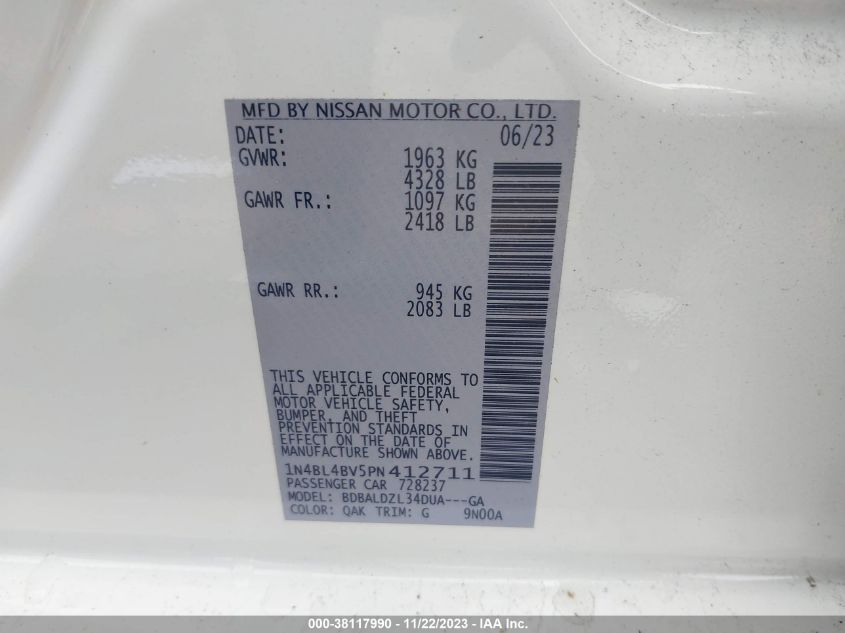 MFD BY NISSAN MOTOR CO., LTD.
DATE: 06/23
GVWR: 1963 KG
4328 LB
GAWR FR.: 1097 KG
2418 LB
GAWR RR.: 945 KG
2083 LB
THIS VEHICLE CONFORMS TO
ALL APPLICABLE FEDERAL
MOTOR VEHICLE SAFETY,
BUMPER, AND THEFT
PREVENTION STANDARDS IN
EFFECT ON THE DATE OF
MANUFACTURE SHOWN ABOVE.
1N4BL4BV5PN412711
PASSENGER CAR 728237
MODEL: BDBALDZL34DUA---GA
COLOR: QAK TRIM: G 9N00A
000-38117990 - 11/22/2023 - IAA Inc.